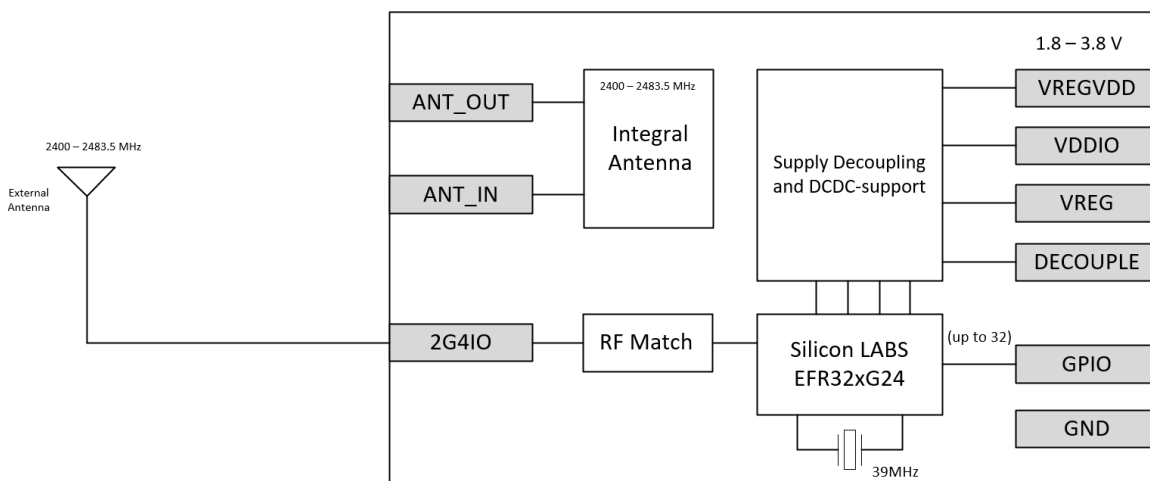 1.8 – 3.8 V
ANT_OUT
2400 – 2483.5 MHz
Integral
Antenna
VREGVDD
2400 – 2483.5 MHz
External
Antenna
ANT_IN
Supply Decoupling
and DCDC-support
VDDIO
VREG
DECOUPLE
2G4IO
RF Match
Silicon LABS
EFR32xG24
(up to 32)
GPIO
GND
39MHz